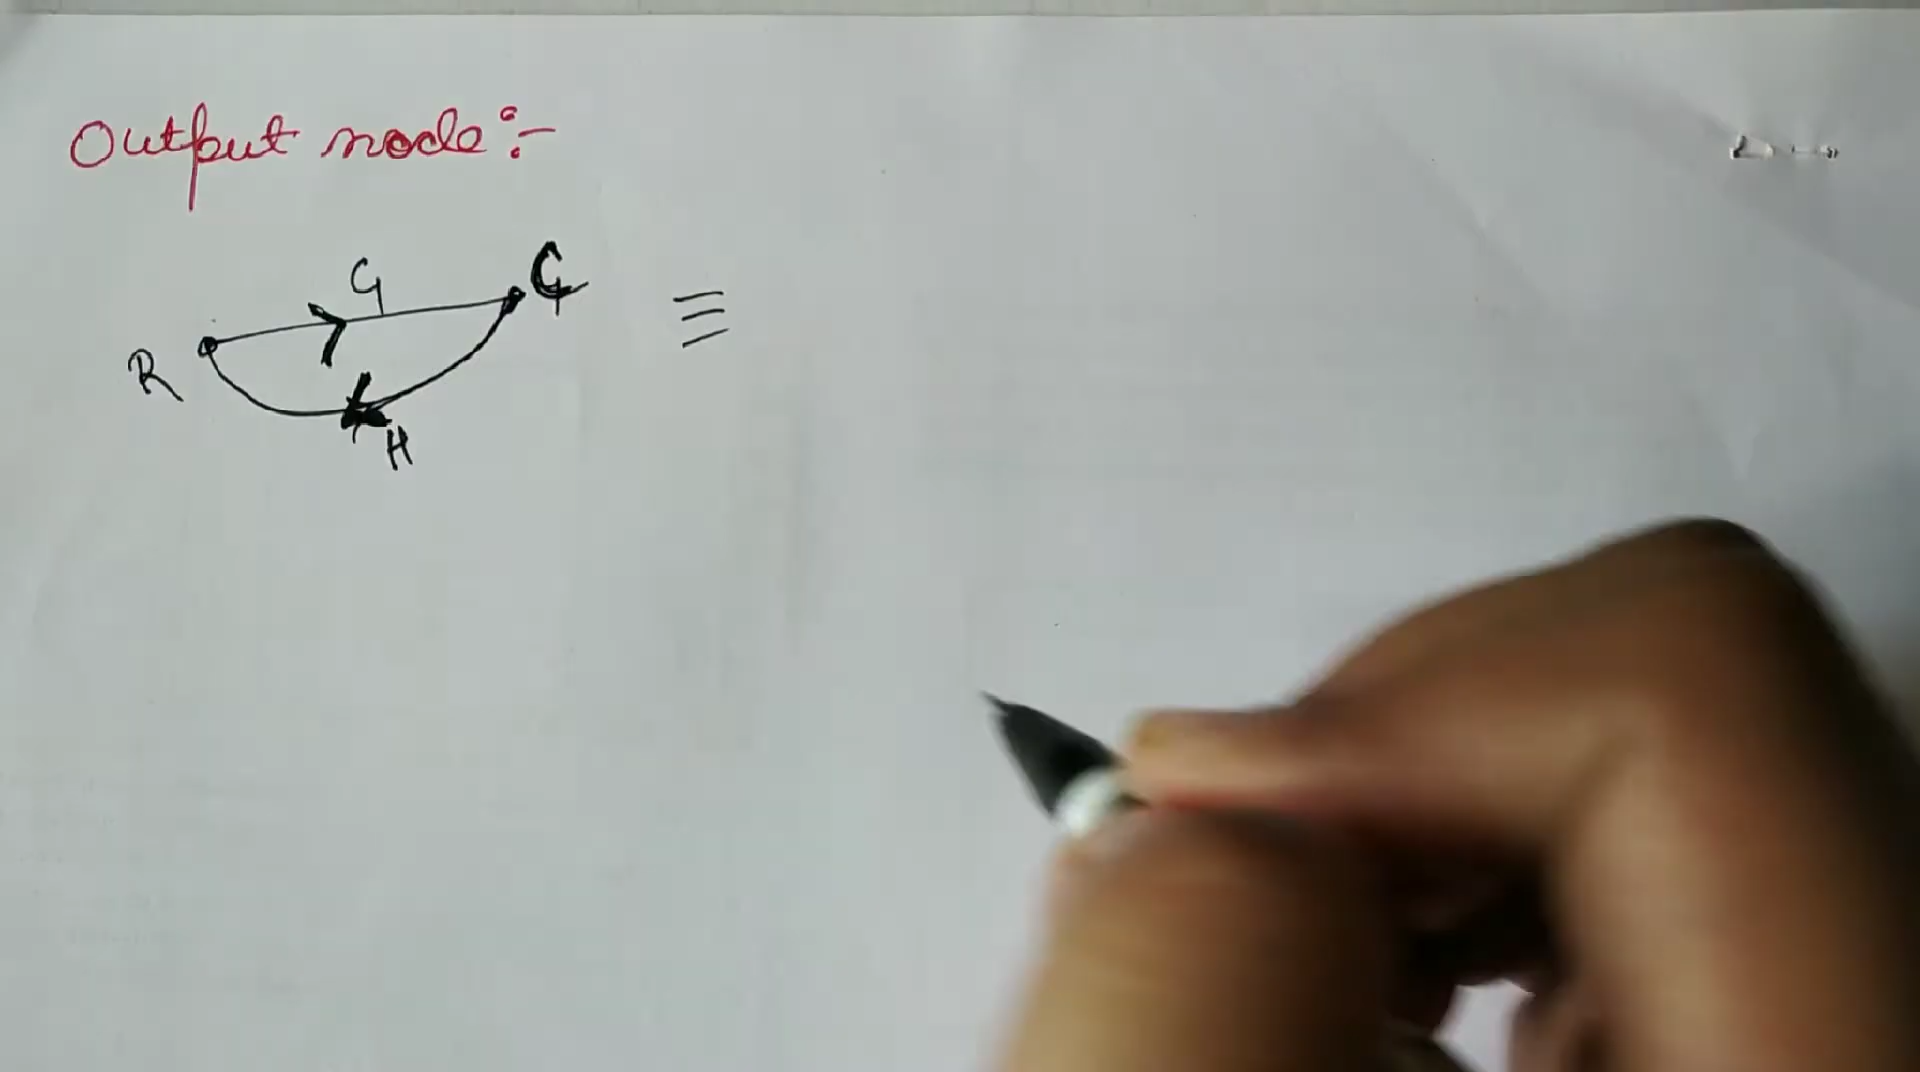 Output node :-
G
C
≡
R
H